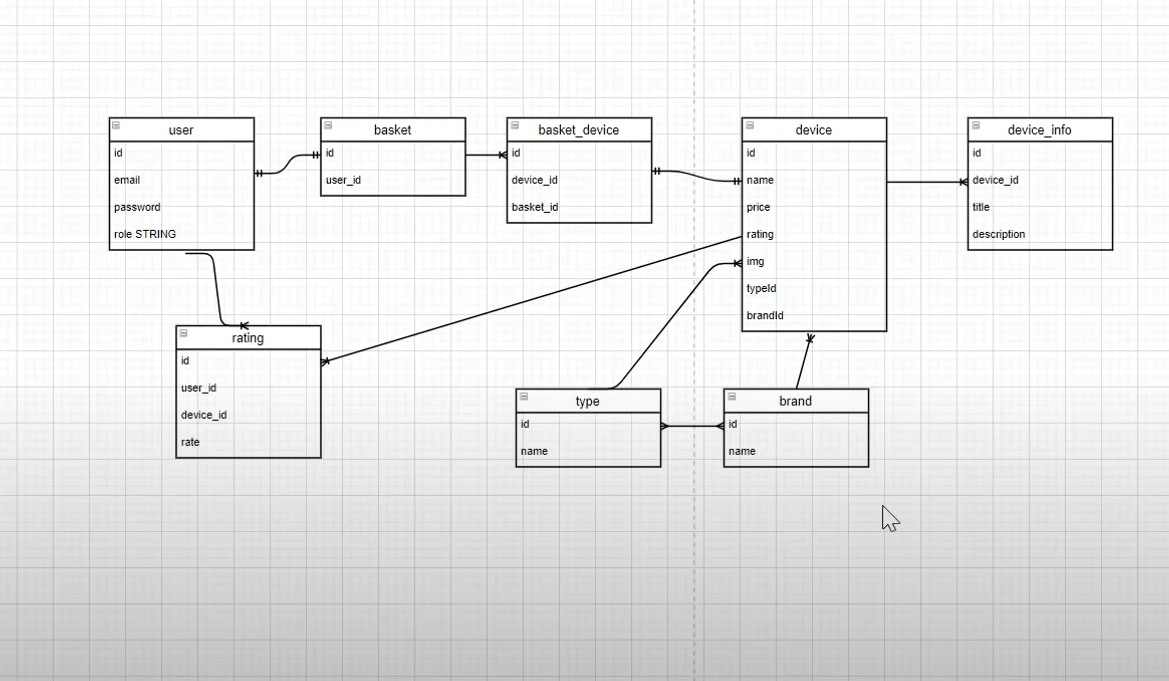 user
id
email
password
role STRING
basket
id
user_id
basket_device
id
device_id
basket_id
device
id
name
price
rating
img
typeId
brandId
device_info
id
device_id
title
description
rating
id
user_id
device_id
rate
type
id
name
brand
id
name